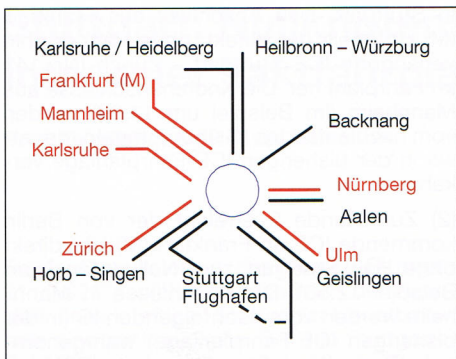 Karlsruhe / Heidelberg
Heilbronn – Würzburg
Frankfurt (M)
Mannheim
Karlsruhe
Backnang
Nürnberg
Aalen
Zürich
Horb – Singen
Stuttgart
Flughafen
Ulm
Geislingen